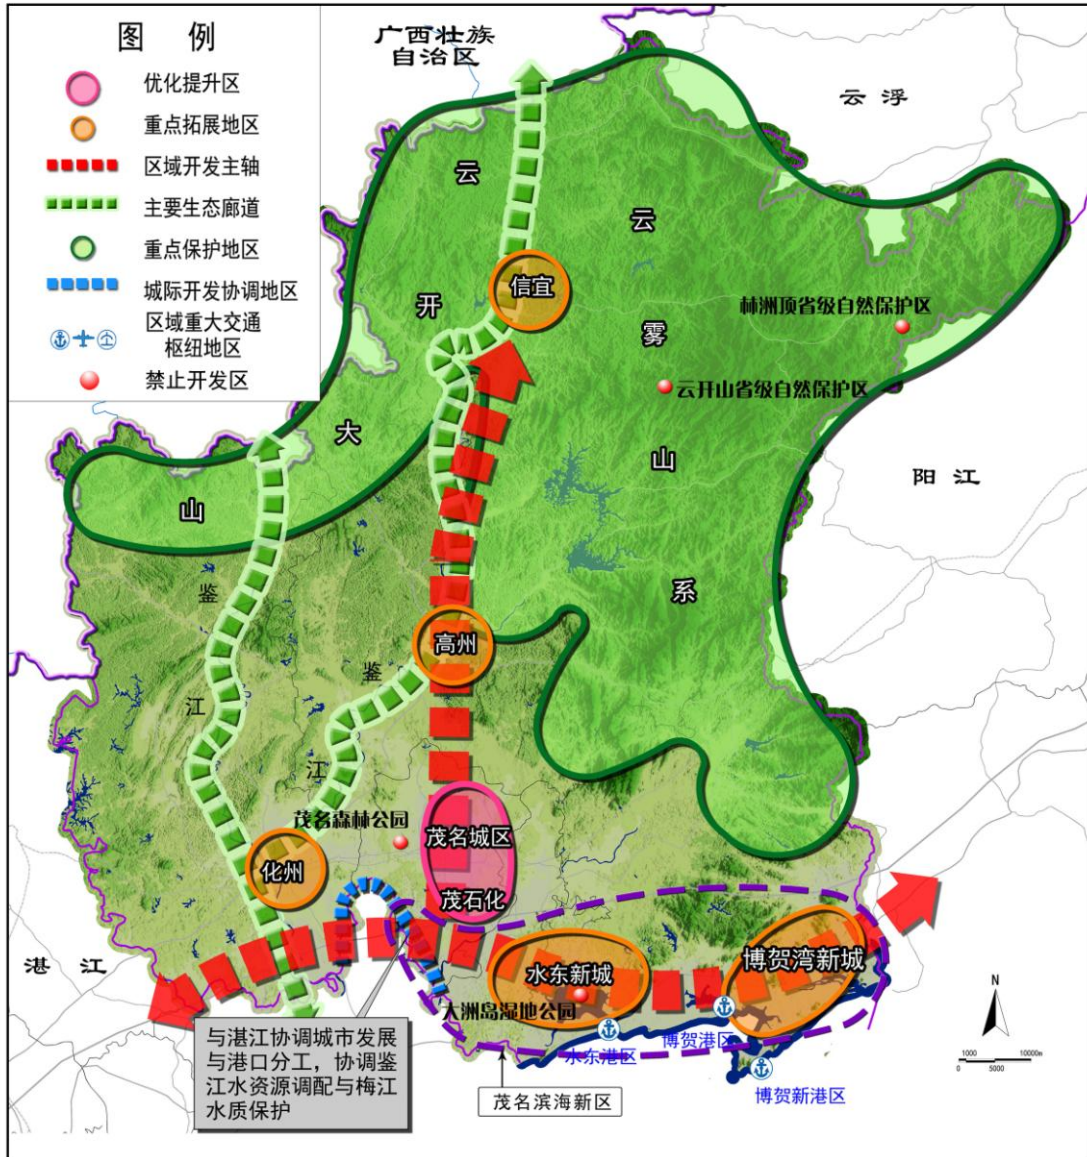 图 例
优化提升区
重点拓展地区
区域开发主轴
主要生态廊道
重点保护地区
城际开发协调地区
区域重大交通
枢纽地区
禁止开发区
广西壮族
自治区
云浮
云
开
大
山
云
雾
山
系
信宜
林洲顶省级自然保护区
云开山省级自然保护区
阳江
鉴
江
鉴
江
高州
茂名森林公园
茂名城区
茂石化
化州
湛江
水东新城
博贺湾新城
大洲岛湿地公园
水东港区
博贺港区
博贺新港区
与湛江协调城市发展
与港口分工，协调鉴
江水资源调配与梅江
水质保护
茂名滨海新区
N
1000 10000m
0 5000